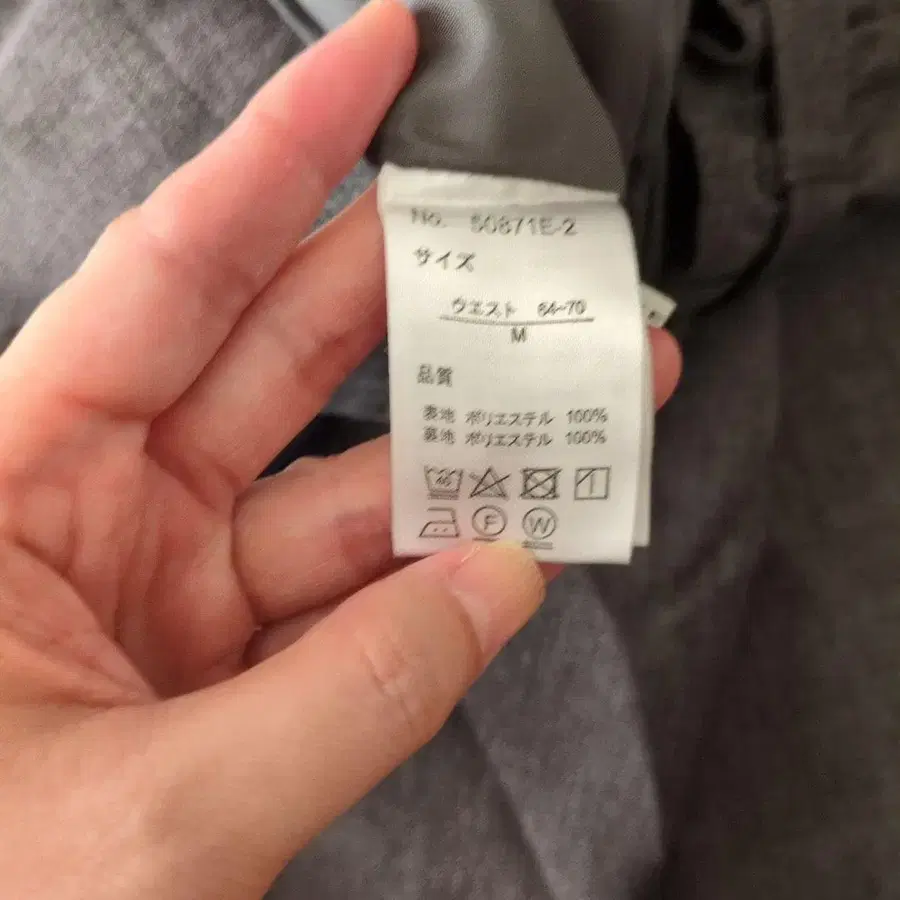 No. 50871E-2
サイズ
ウエスト 64~70
M
品質
表地 ポリエステル 100%
裏地 ポリエステル 100%
40
F W